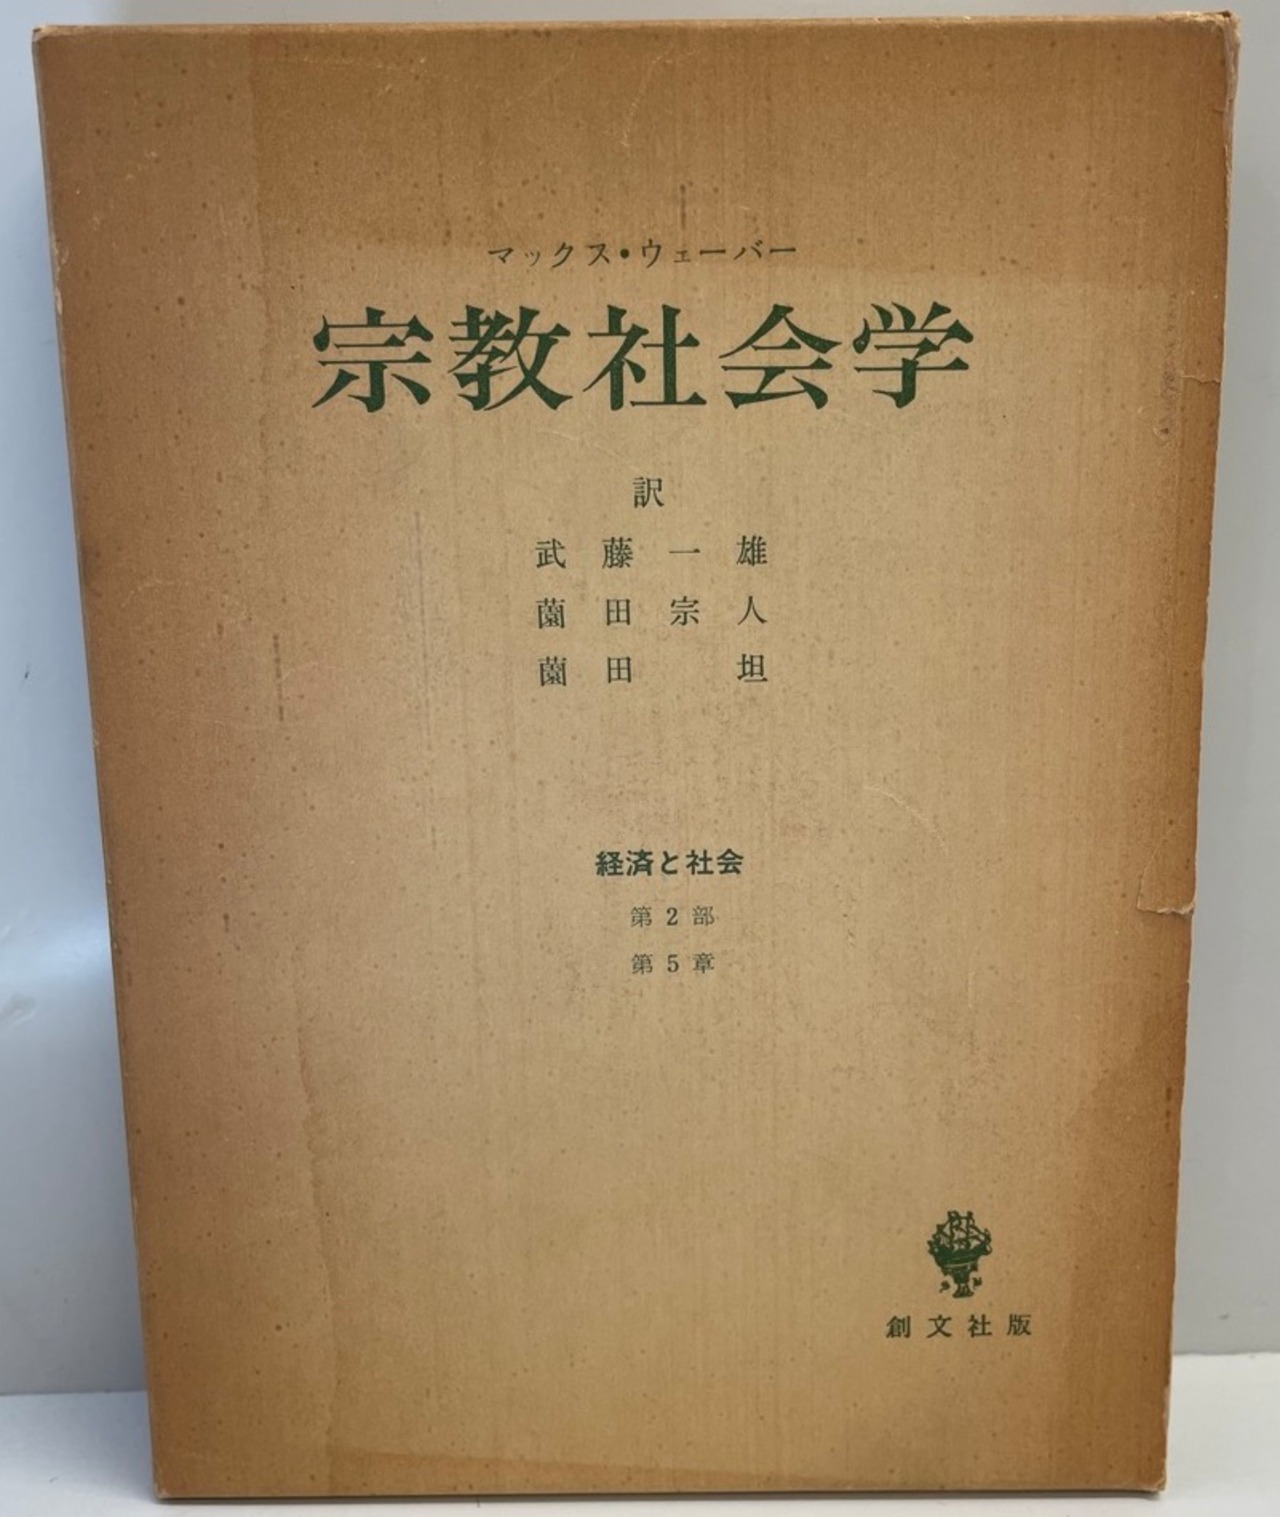 マックス・ウェーバー
宗教社会学
訳
武藤一雄
薗田宗人
薗田坦
経済と社会
第2部
第5章
創文社版